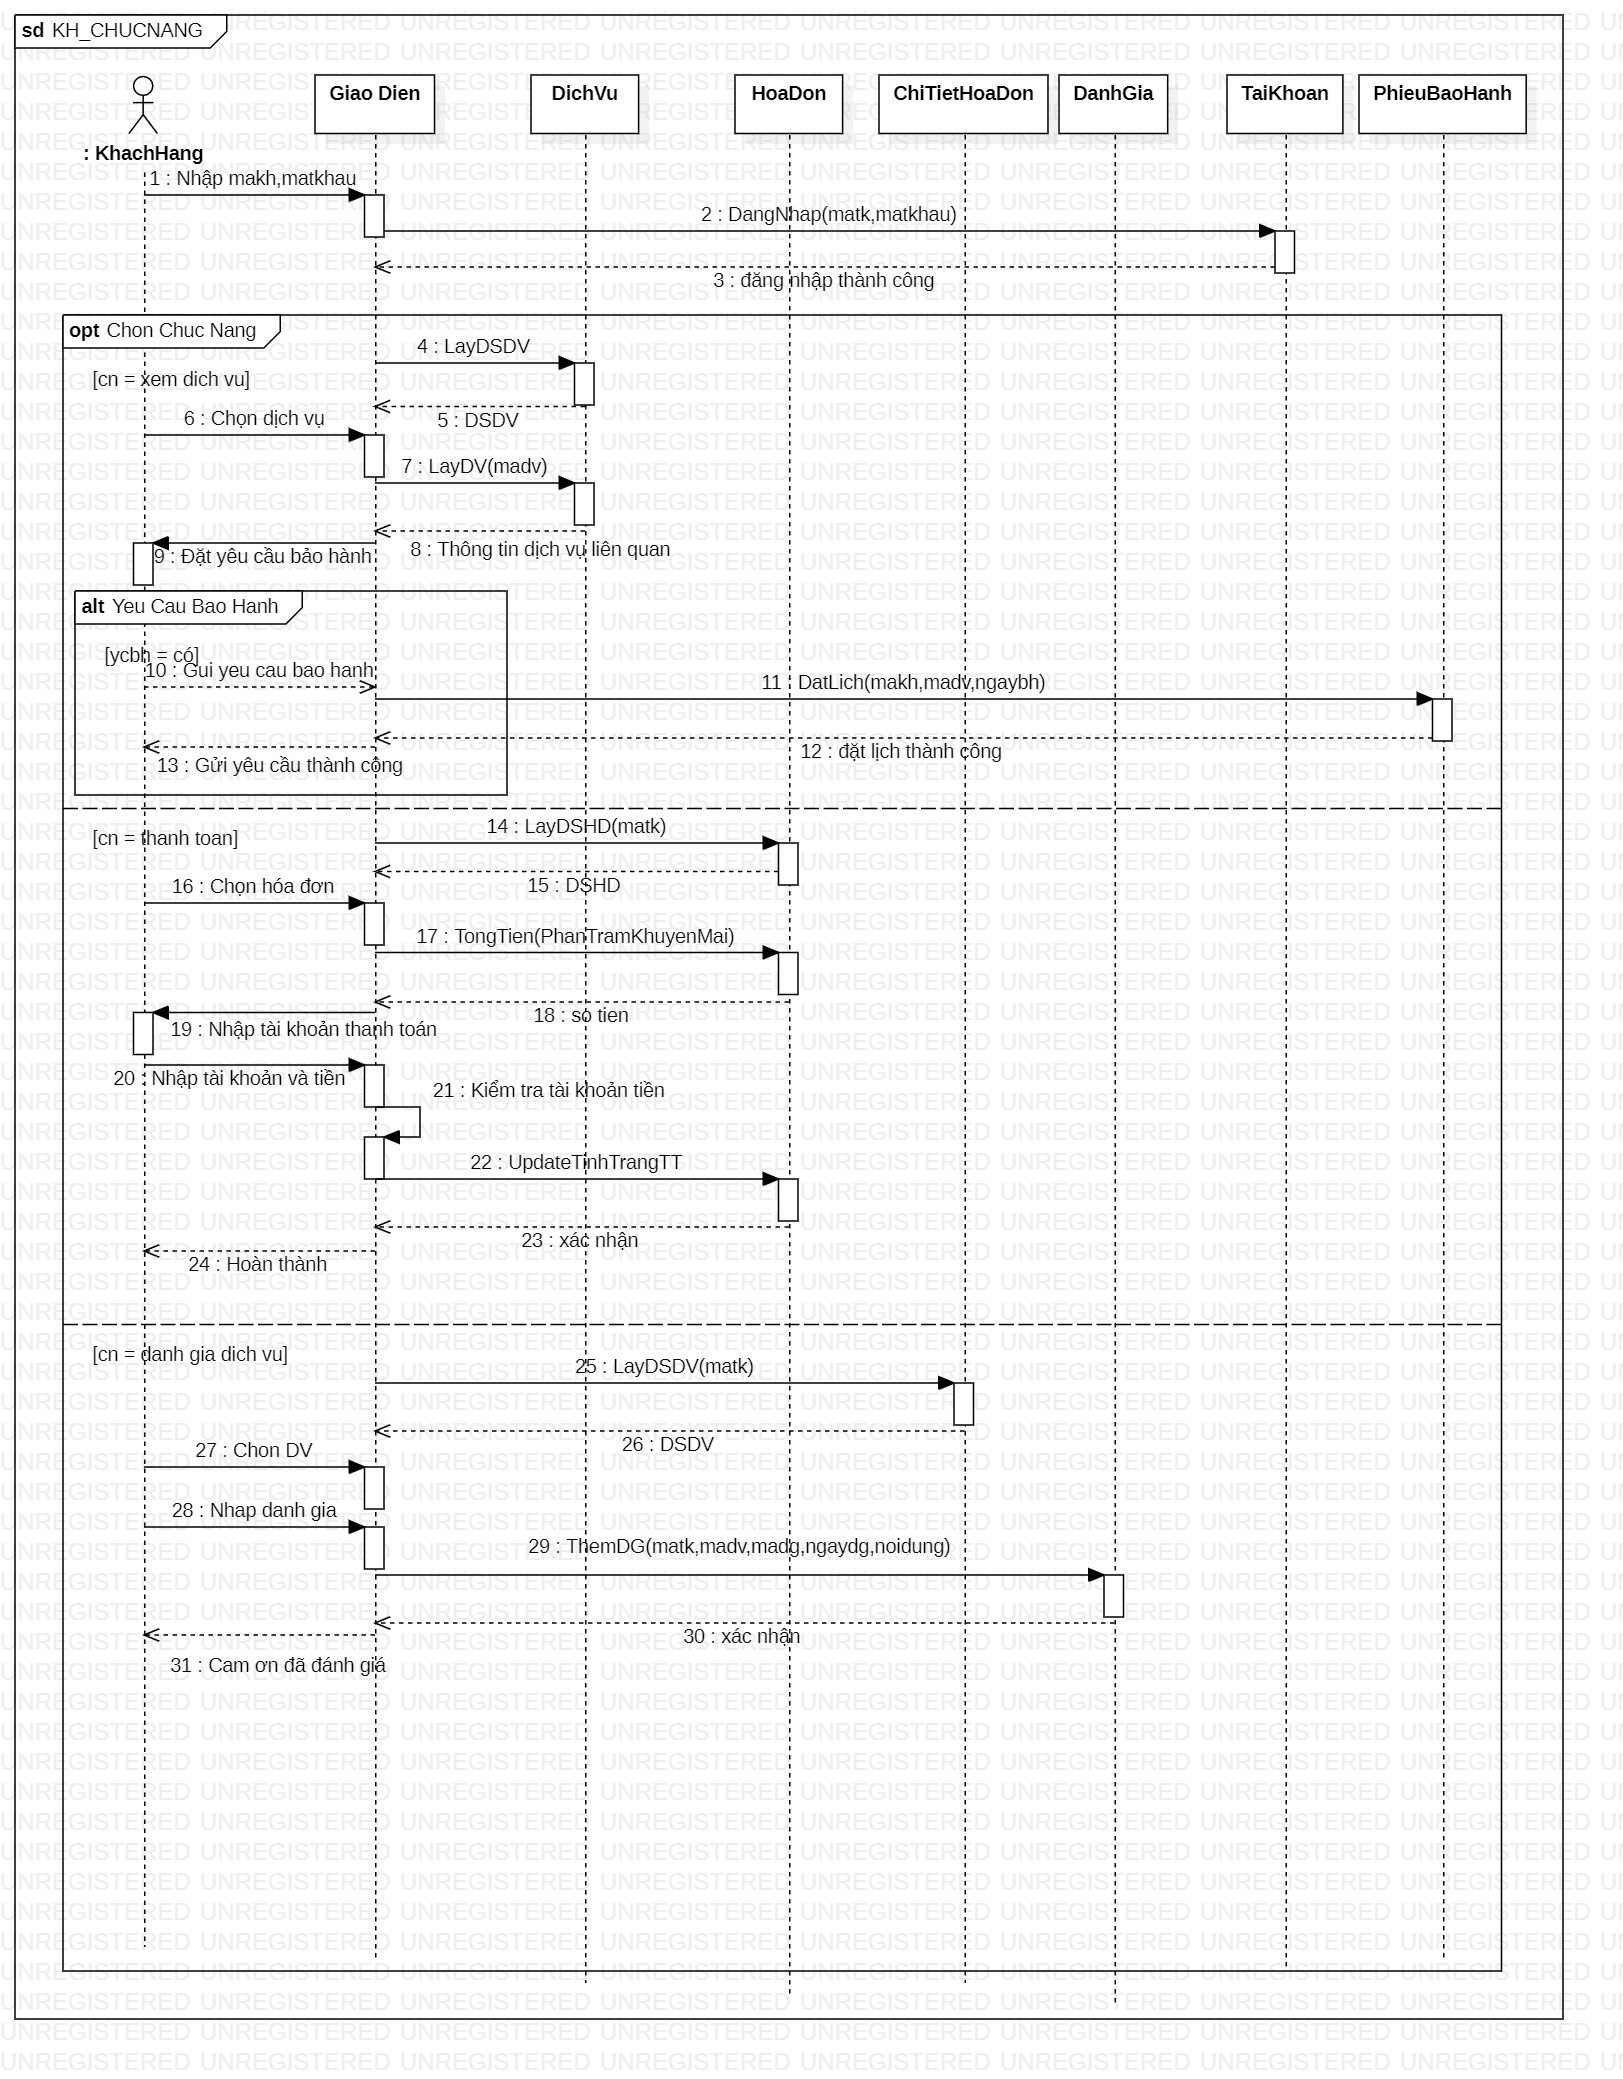 sd KH_CHUCNANG
Giao Dien
DichVu
HoaDon
ChiTietHoaDon
DanhGia
TaiKhoan
PhieuBaoHanh
: KhachHang
1 : Nhập makh,matkhau
2 : DangNhap(matk,matkhau)
3 : đăng nhập thành công
opt Chon Chuc Nang
4 : LayDSDV
[cn = xem dich vu]
5 : DSDV
6 : Chọn dịch vụ
7 : LayDV(madv)
8 : Thông tin dịch vụ liên quan
9 : Đặt yêu cầu bảo hành
alt Yeu Cau Bao Hanh
[ycbh = có]
10 : Gui yeu cau bao hanh
11 : DatLich(makh,madv,ngaybh)
12 : đặt lịch thành công
13 : Gửi yêu cầu thành công
14 : LayDSHD(matk)
[cn = thanh toan]
15 : DSHD
16 : Chọn hóa đơn
17 : TongTien(PhanTramKhuyenMai)
18 : so tien
19 : Nhập tài khoản thanh toán
20 : Nhập tài khoản và tiền
21 : Kiểm tra tài khoản tiền
22 : UpdateTinhTrangTT
23 : xác nhận
24 : Hoàn thành
[cn = danh gia dich vu]
25 : LayDSDV(matk)
26 : DSDV
27 : Chon DV
28 : Nhap danh gia
29 : ThemDG(matk,madv,madg,ngaydg,noidung)
30 : xác nhận
31 : Cam ơn đã đánh giá
UNREGISTERED